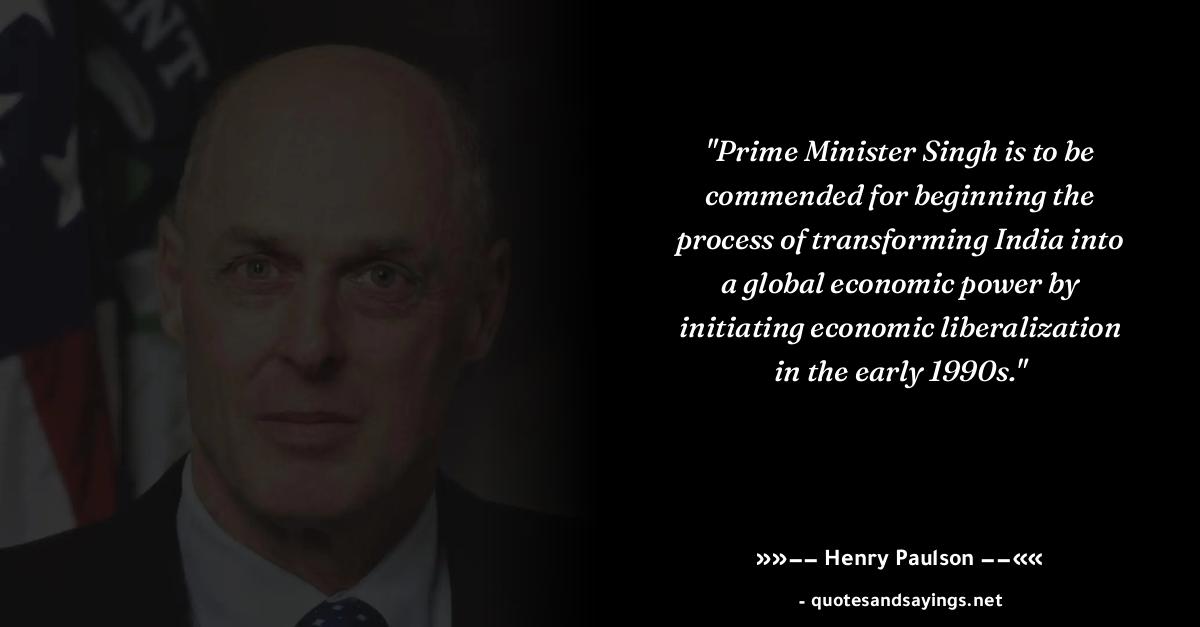 ENT
"Prime Minister Singh is to be
commended for beginning the
process of transforming India into
a global economic power by
initiating economic liberalization
in the early 1990s."
»»−− Henry Paulson −−««
- quotesandsayings.net